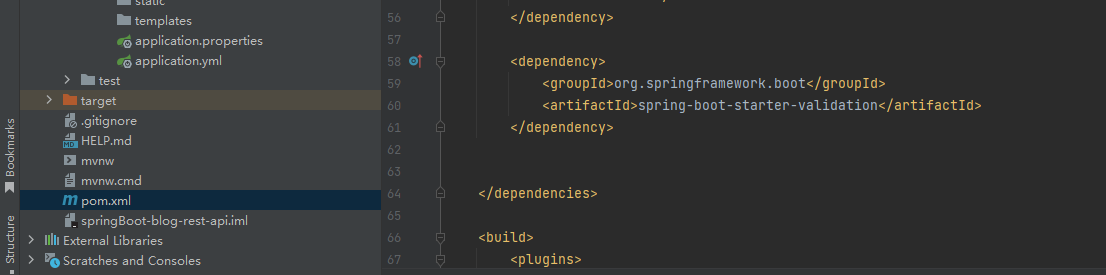 static
templates
application.properties
application.yml
test
target
.gitignore
HELP.md
mvnw
mvnw.cmd
pom.xml
springBoot-blog-rest-api.iml
External Libraries
Scratches and Consoles
Bookmarks
Structure
56 </dependency>
57
58 <dependency>
59 <groupId>org.springframework.boot</groupId>
60 <artifactId>spring-boot-starter-validation</artifactId>
61 </dependency>
62
63
64 </dependencies>
65
66 <build>
67 <plugins>